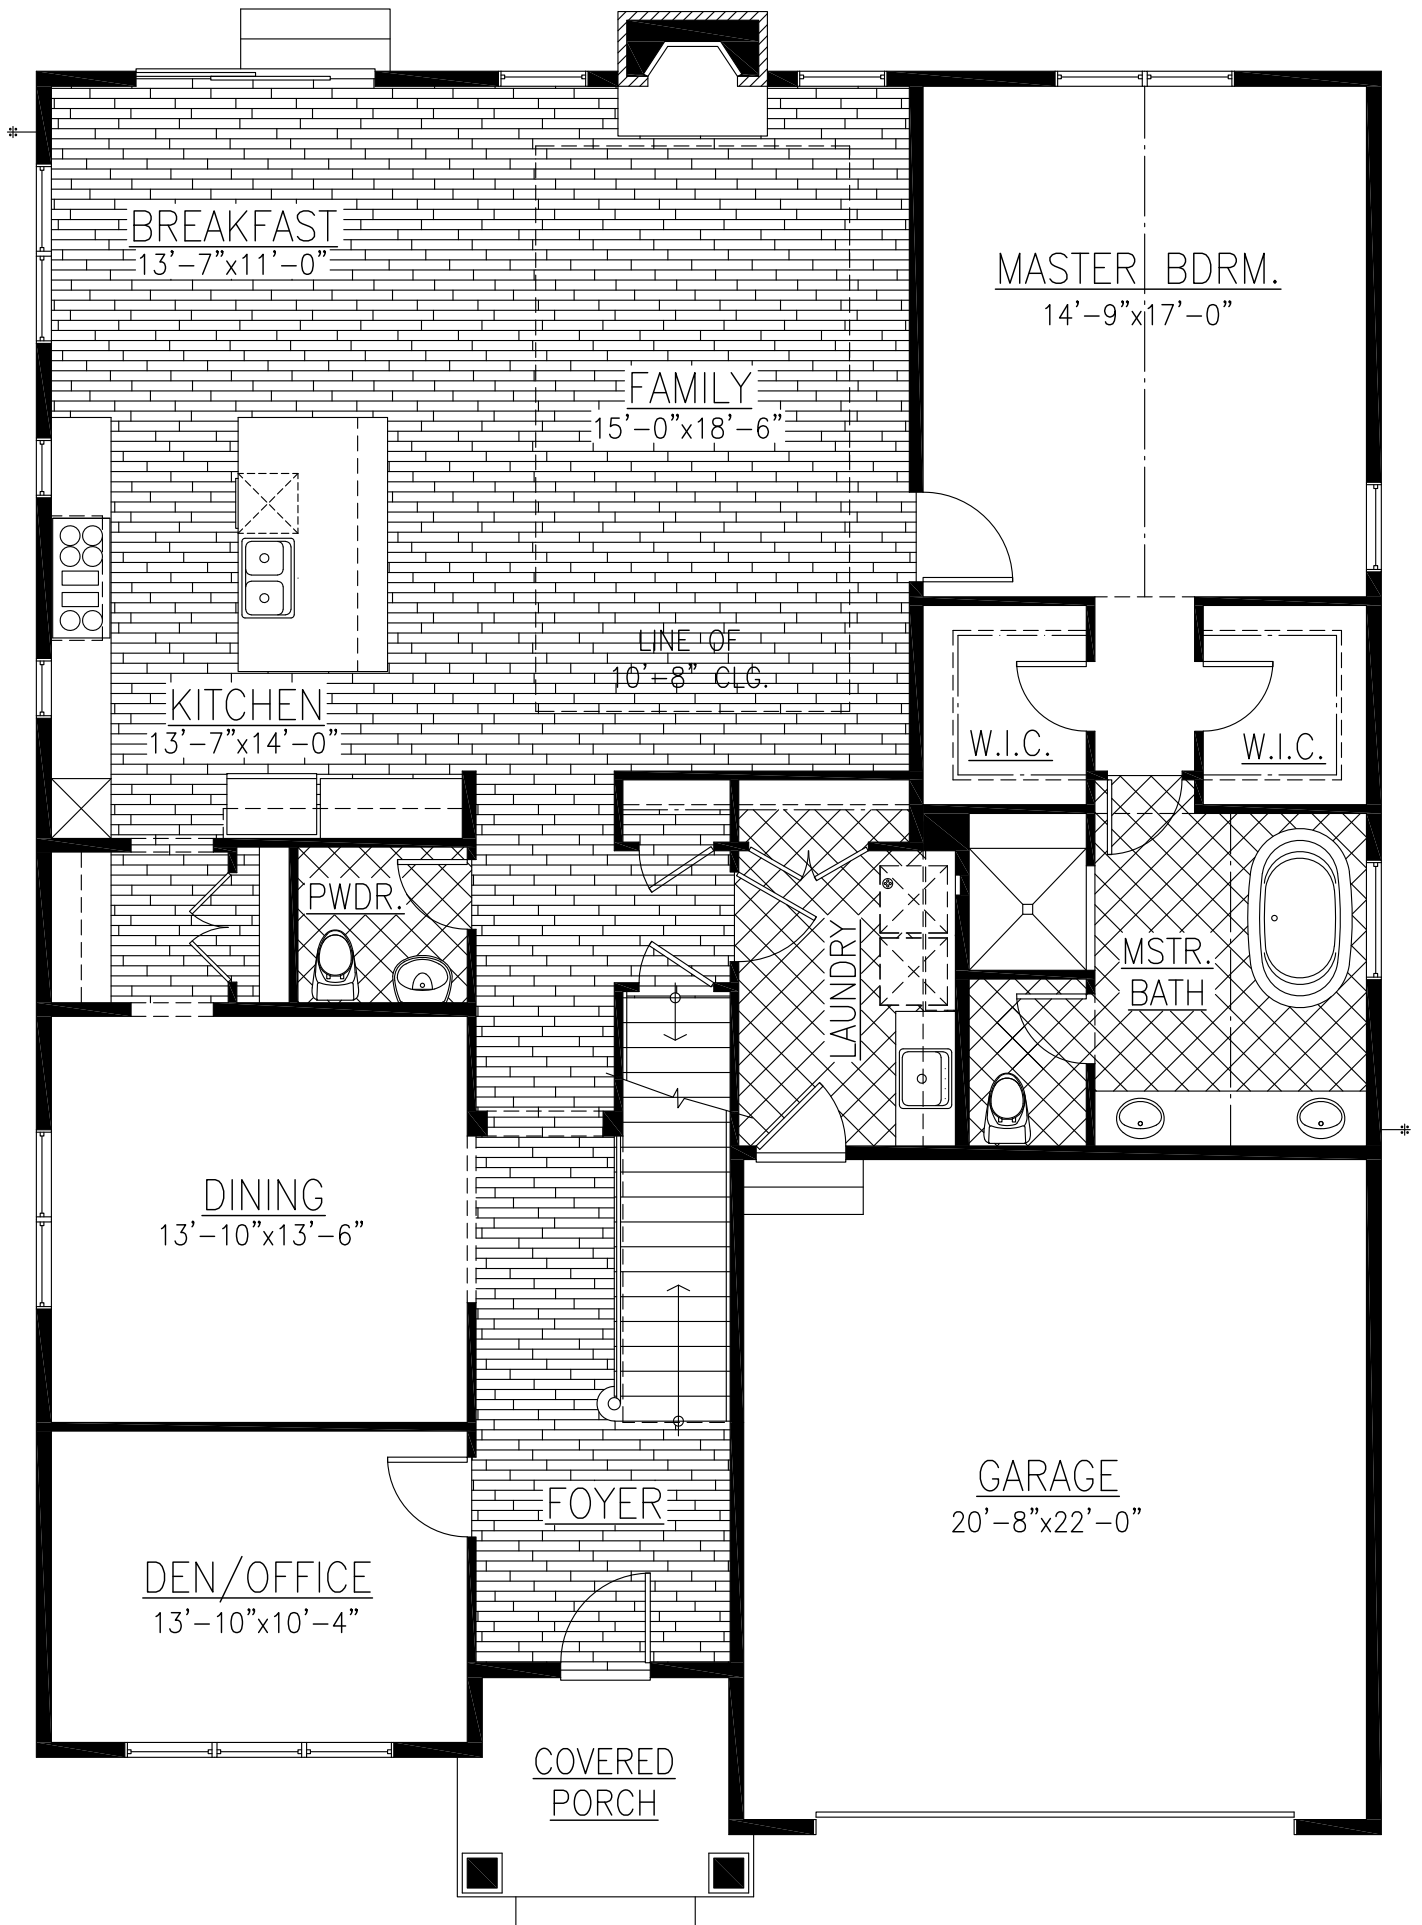 BREAKFAST
13'-7"x11'-0"
MASTER BDRM.
14'-9"x17'-0"
FAMILY
15'-0"x18'-6"
LINE OF
10'-8" CLG.
KITCHEN
13'-7"x14'-0"
W.I.C.
W.I.C.
PWDR.
LAUNDRY
MSTR.
BATH
DINING
13'-10"x13'-6"
GARAGE
20'-8"x22'-0"
FOYER
DEN/OFFICE
13'-10"x10'-4"
COVERED
PORCH